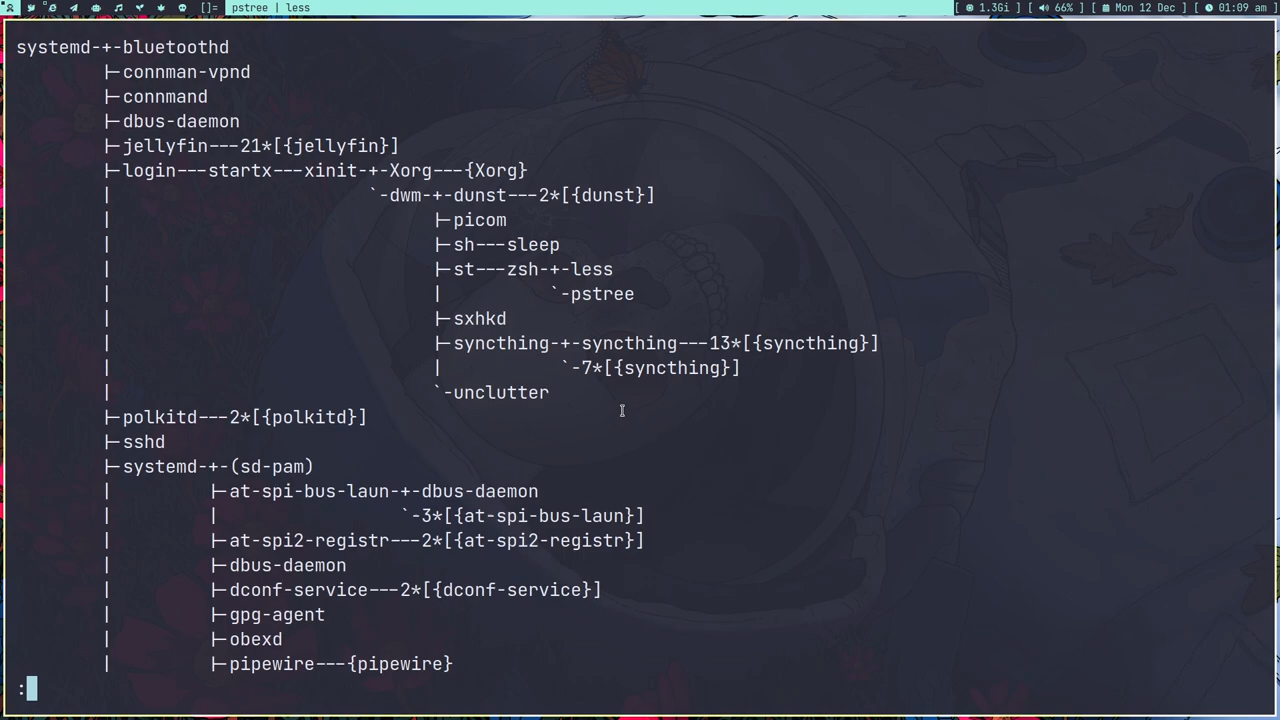 []= pstree | less [ 1.3Gi ] [ 66% ] [ Mon 12 Dec ] [ 01:09 am ]
systemd-+-bluetoothd
        |-connman-vpnd
        |-connmand
        |-dbus-daemon
        |-jellyfin---21*[{jellyfin}]
        |-login---startx---xinit-+-Xorg---{Xorg}
        |                        `-dwm-+-dunst---2*[{dunst}]
        |                              |-picom
        |                              |-sh---sleep
        |                              |-st---zsh-+-less
        |                              |          `-pstree
        |                              |-sxhkd
        |                              |-syncthing-+-syncthing---13*[{syncthing}]
        |                              |           `-7*[{syncthing}]
        |                              `-unclutter
        |-polkitd---2*[{polkitd}]
        |-sshd
        |-systemd-+-(sd-pam)
        |         |-at-spi-bus-laun-+-dbus-daemon
        |         |                 `-3*[{at-spi-bus-laun}]
        |         |-at-spi2-registr---2*[{at-spi2-registr}]
        |         |-dbus-daemon
        |         |-dconf-service---2*[{dconf-service}]
        |         |-gpg-agent
        |         |-obexd
        |         |-pipewire---{pipewire}
: